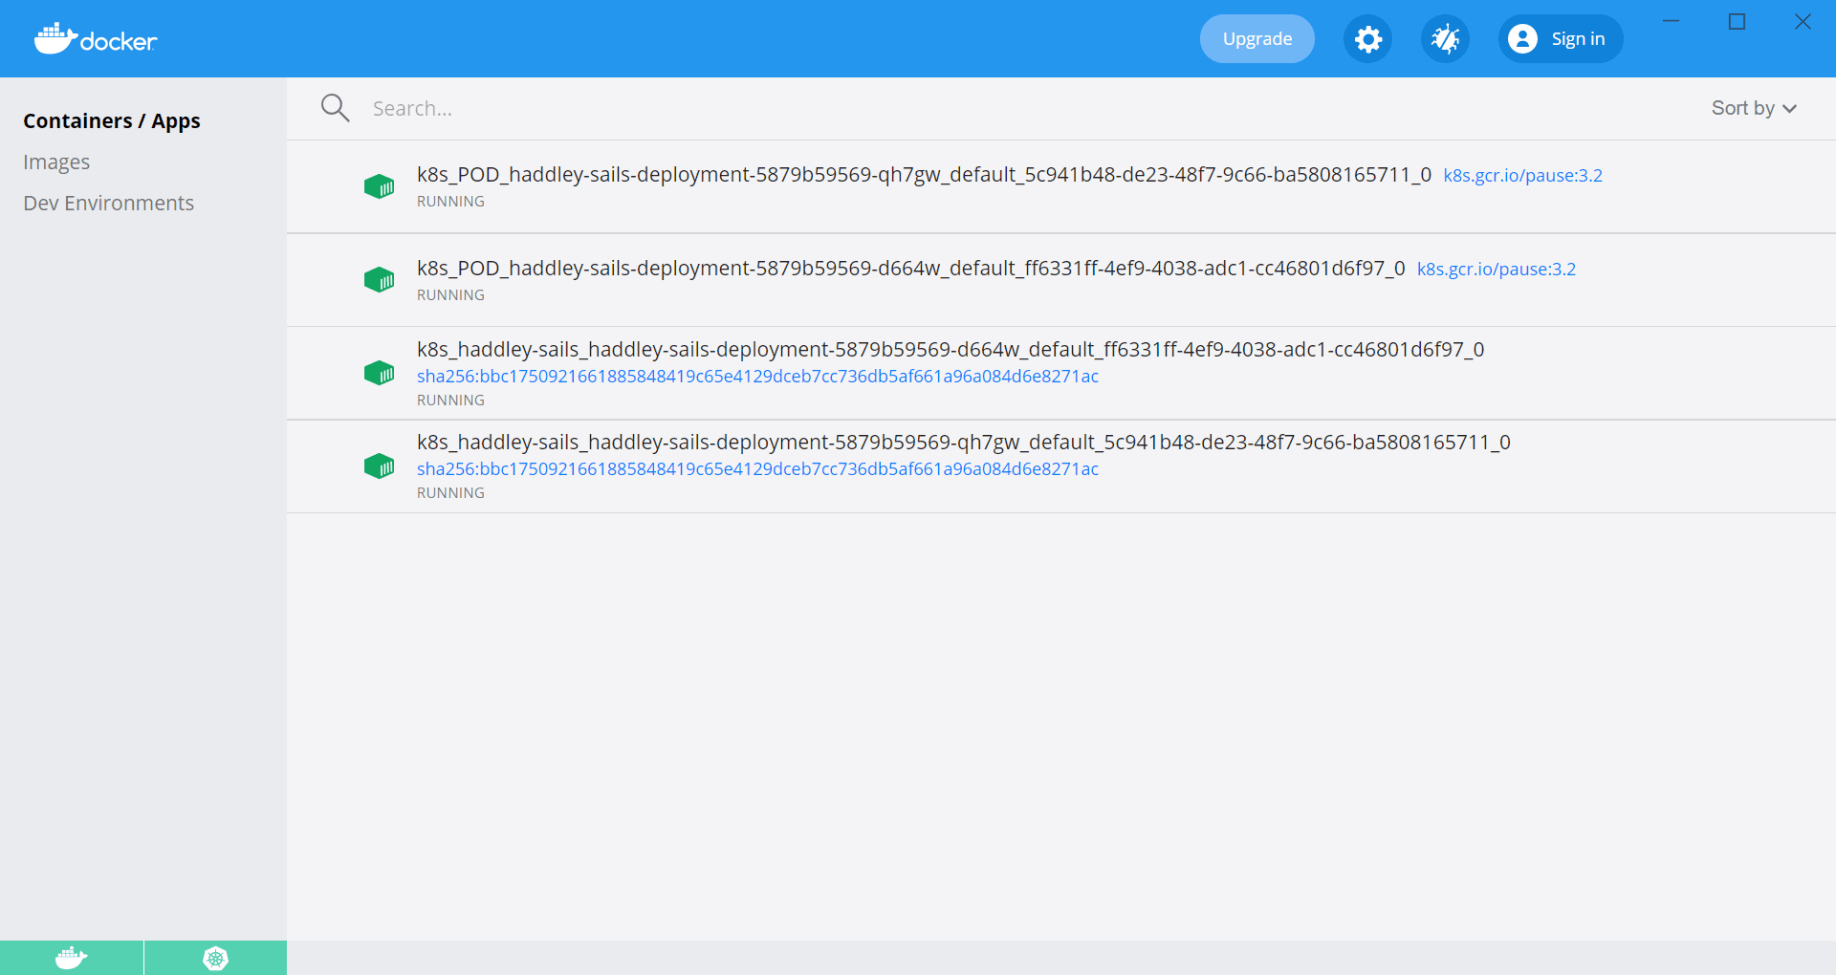 docker
Upgrade
Sign in
Containers / Apps
Images
Dev Environments
Search...
Sort by
k8s_POD_haddley-sails-deployment-5879b59569-qh7gw_default_5c941b48-de23-48f7-9c66-ba5808165711_0 k8s.gcr.io/pause:3.2
RUNNING
k8s_POD_haddley-sails-deployment-5879b59569-d664w_default_ff6331ff-4ef9-4038-adc1-cc46801d6f97_0 k8s.gcr.io/pause:3.2
RUNNING
k8s_haddley-sails_haddley-sails-deployment-5879b59569-d664w_default_ff6331ff-4ef9-4038-adc1-cc46801d6f97_0
sha256:bbc1750921661885848419c65e4129dceb7cc736db5af661a96a084d6e8271ac
RUNNING
k8s_haddley-sails_haddley-sails-deployment-5879b59569-qh7gw_default_5c941b48-de23-48f7-9c66-ba5808165711_0
sha256:bbc1750921661885848419c65e4129dceb7cc736db5af661a96a084d6e8271ac
RUNNING